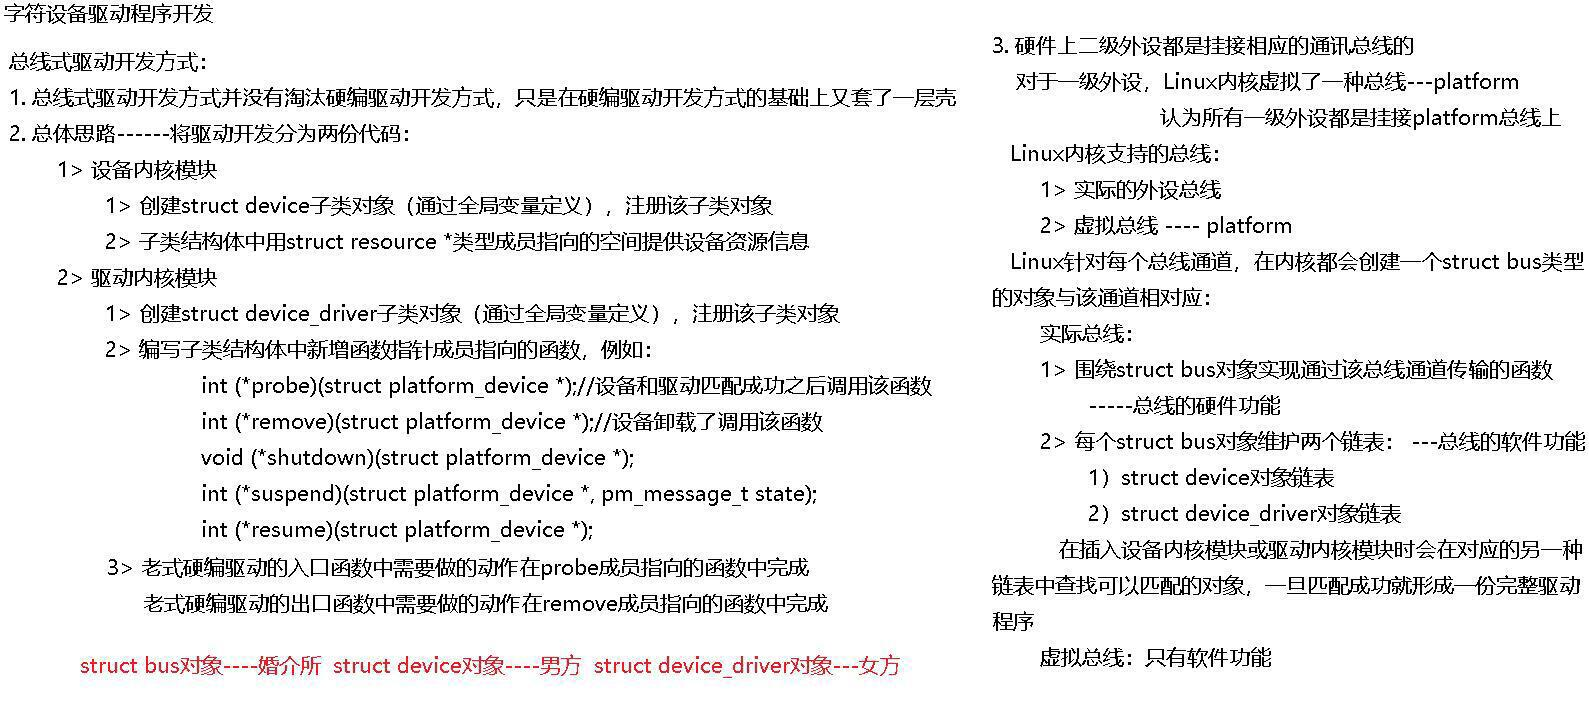 字符设备驱动程序开发
总线式驱动开发方式：
1. 总线式驱动开发方式并没有淘汰硬编驱动开发方式，只是在硬编驱动开发方式的基础上又套了一层壳
2. 总体思路------将驱动开发分为两份代码：
1> 设备内核模块
1> 创建struct device子类对象（通过全局变量定义），注册该子类对象
2> 子类结构体中用struct resource *类型成员指向的空间提供设备资源信息
2> 驱动内核模块
1> 创建struct device_driver子类对象（通过全局变量定义），注册该子类对象
2> 编写子类结构体中新增函数指针成员指向的函数，例如：
int (*probe)(struct platform_device *);//设备和驱动匹配成功之后调用该函数
int (*remove)(struct platform_device *);//设备卸载了调用该函数
void (*shutdown)(struct platform_device *);
int (*suspend)(struct platform_device *, pm_message_t state);
int (*resume)(struct platform_device *);
3> 老式硬编驱动的入口函数中需要做的动作在probe成员指向的函数中完成
老式硬编驱动的出口函数中需要做的动作在remove成员指向的函数中完成
struct bus对象----婚介所 struct device对象----男方 struct device_driver对象---女方
3. 硬件上二级外设都是挂接相应的通讯总线的
对于一级外设，Linux内核虚拟了一种总线---platform
认为所有一级外设都是挂接platform总线上
Linux内核支持的总线：
1> 实际的外设总线
2> 虚拟总线 ---- platform
Linux针对每个总线通道，在内核都会创建一个struct bus类型
的对象与该通道相对应：
实际总线：
1> 围绕struct bus对象实现通过该总线通道传输的函数
-----总线的硬件功能
2> 每个struct bus对象维护两个链表： ---总线的软件功能
1）struct device对象链表
2）struct device_driver对象链表
在插入设备内核模块或驱动内核模块时会在对应的另一种
链表中查找可以匹配的对象，一旦匹配成功就形成一份完整驱动
程序
虚拟总线：只有软件功能